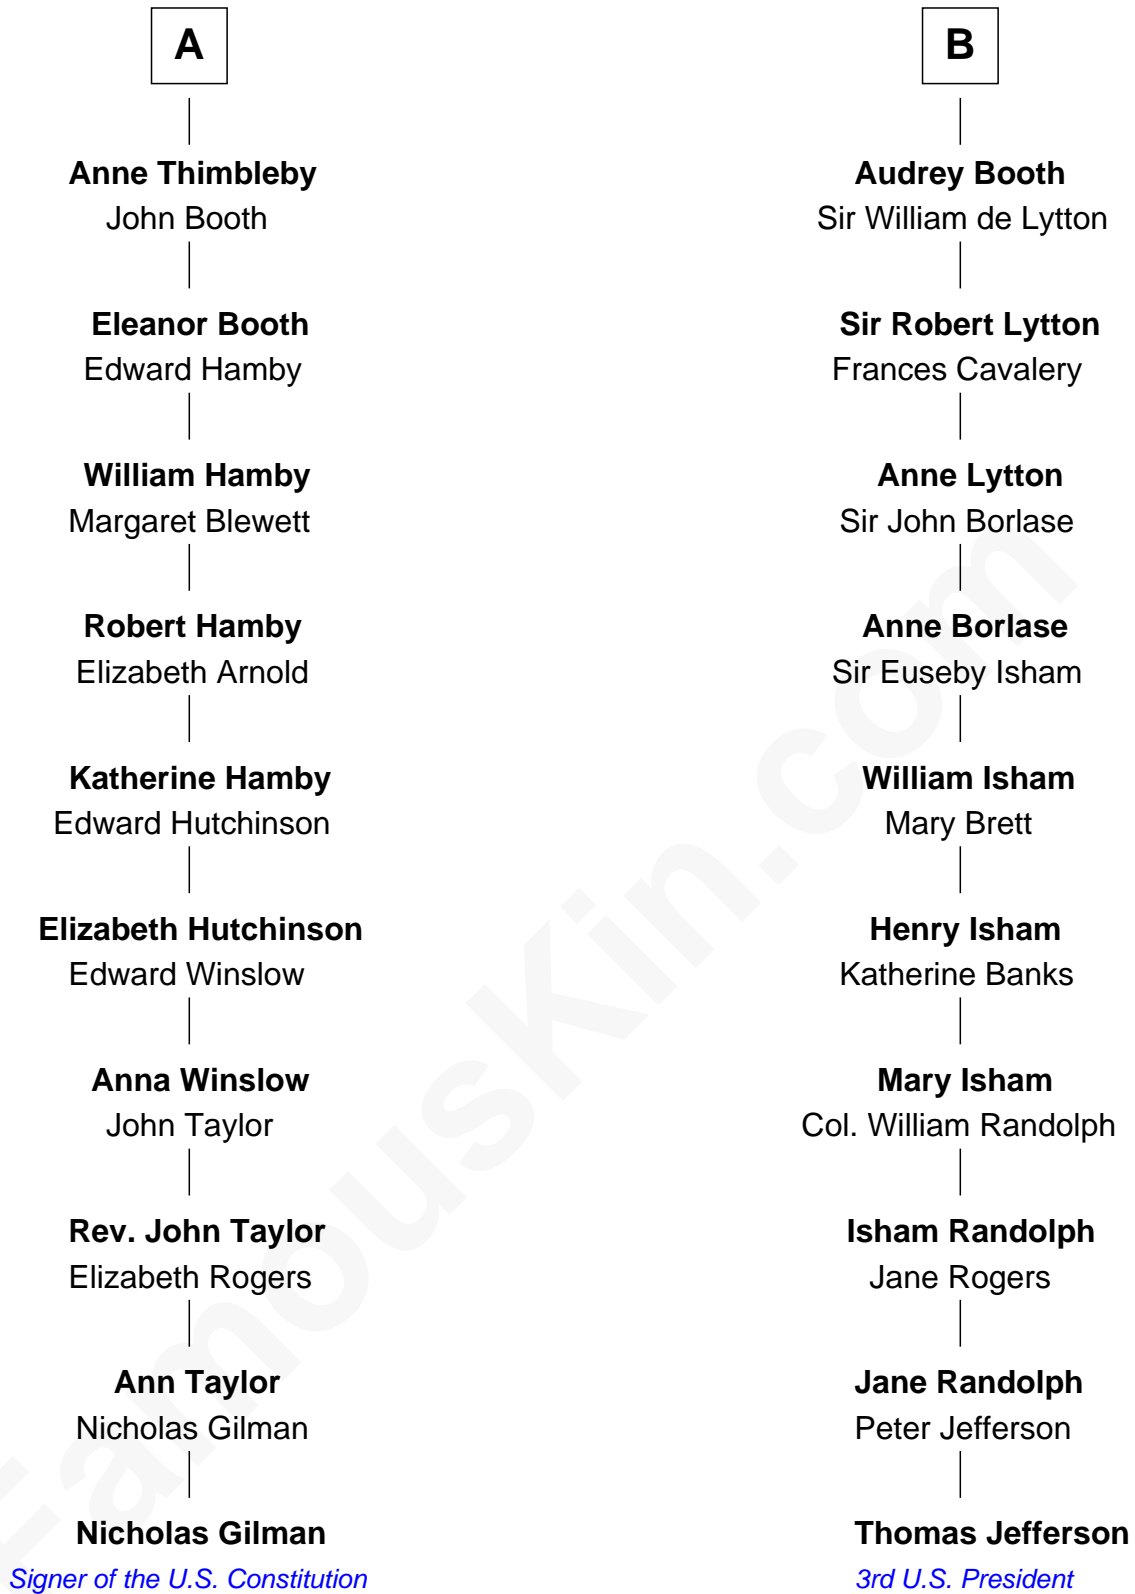 A
Anne Thimbleby
John Booth
Eleanor Booth
Edward Hamby
William Hamby
Margaret Blewett
Robert Hamby
Elizabeth Arnold
Katherine Hamby
Edward Hutchinson
Elizabeth Hutchinson
Edward Winslow
Anna Winslow
John Taylor
Rev. John Taylor
Elizabeth Rogers
Ann Taylor
Nicholas Gilman
Nicholas Gilman
Signer of the U.S. Constitution
B
Audrey Booth
Sir William de Lytton
Sir Robert Lytton
Frances Cavalery
Anne Lytton
Sir John Borlase
Anne Borlase
Sir Euseby Isham
William Isham
Mary Brett
Henry Isham
Katherine Banks
Mary Isham
Col. William Randolph
Isham Randolph
Jane Rogers
Jane Randolph
Peter Jefferson
Thomas Jefferson
3rd U.S. President
FamousKin.com